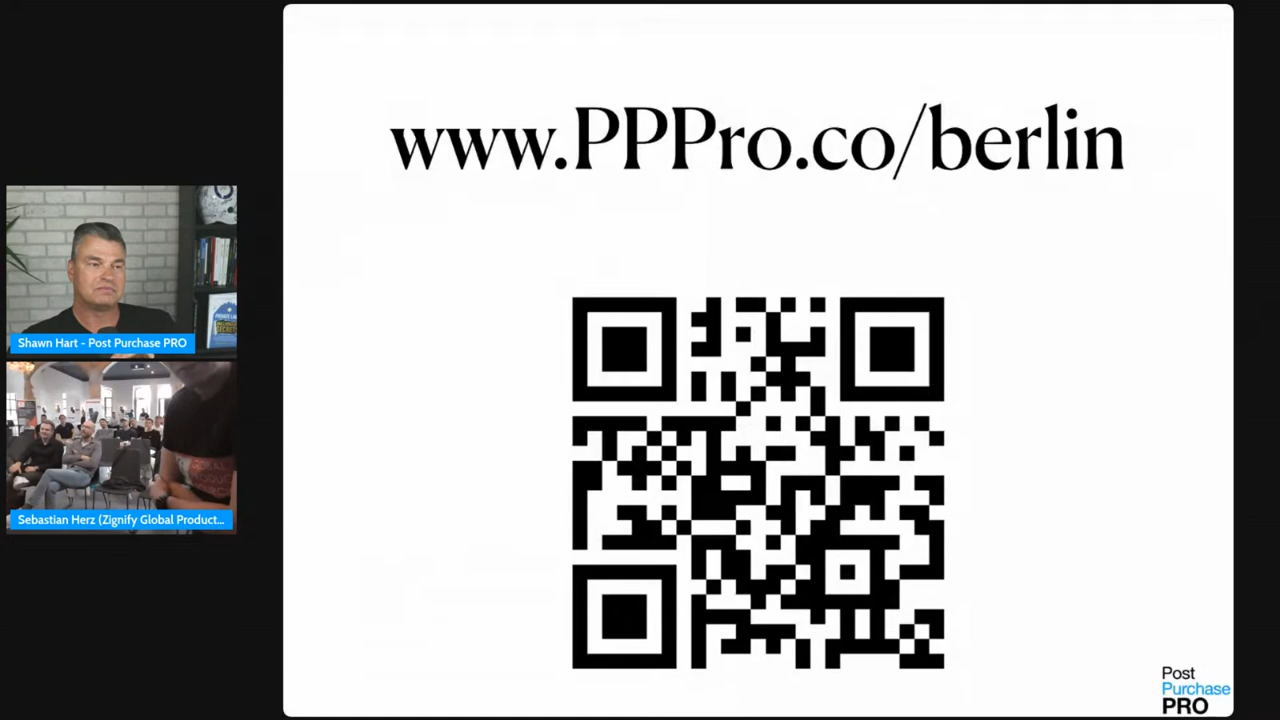 www.PPPro.co/berlin
Shawn Hart - Post Purchase PRO
Sebastian Herz (Zignify Global Product...
Post
Purchase
PRO